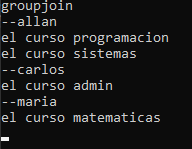 groupjoin
--allan
el curso programacion
el curso sistemas
--carlos
el curso admin
--maria
el curso matematicas